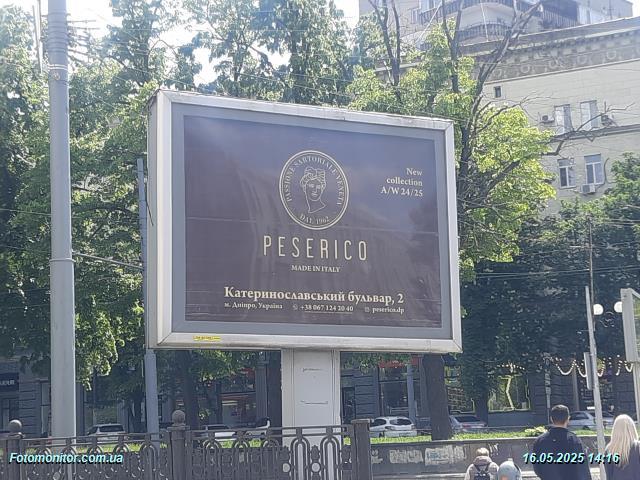 New
collection
A/W 24/25
PASSIONE SARTORIALE VENETA
DAL 1962
PESERICO
MADE IN ITALY
Катеринославський бульвар, 2
м. Дніпро, Україна +38 067 124 20 40 peserico.dp
Fotomonitor.com.ua
16.05.2025 14:16